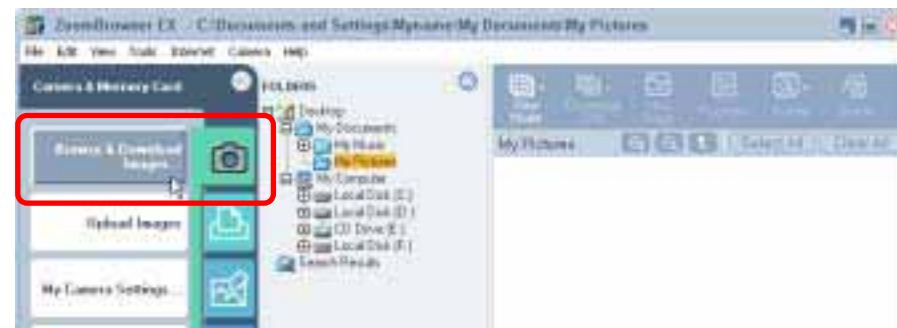 ZoomBrowser EX - C:\Documents and Settings\Myname\My Documents\My Pictures
File Edit View Tools Internet Camera Help
Camera & Memory Card
FOLDERS
Desktop
My Documents
My Music
My Pictures
My Computer
Local Disk (C:)
Local Disk (D:)
CD Drive (E:)
Local Disk (F:)
Search Results
Browse & Download
Images...
Upload Images
My Camera Settings...
View
Mode
My Pictures
Select All
Clear All